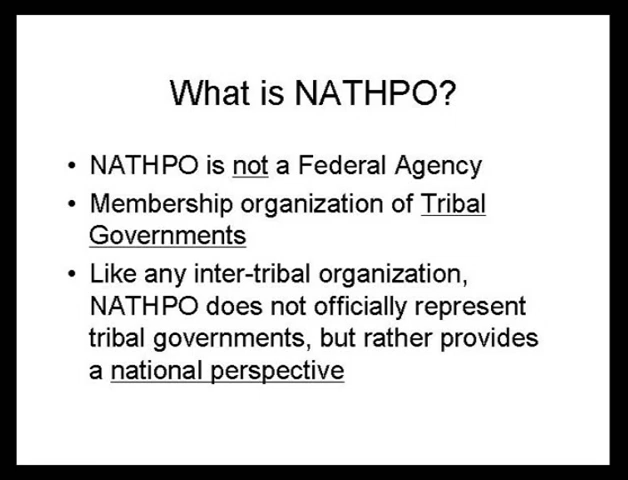 What is NATHPO?
• NATHPO is not a Federal Agency
• Membership organization of Tribal
Governments
• Like any inter-tribal organization,
NATHPO does not officially represent
tribal governments, but rather provides
a national perspective